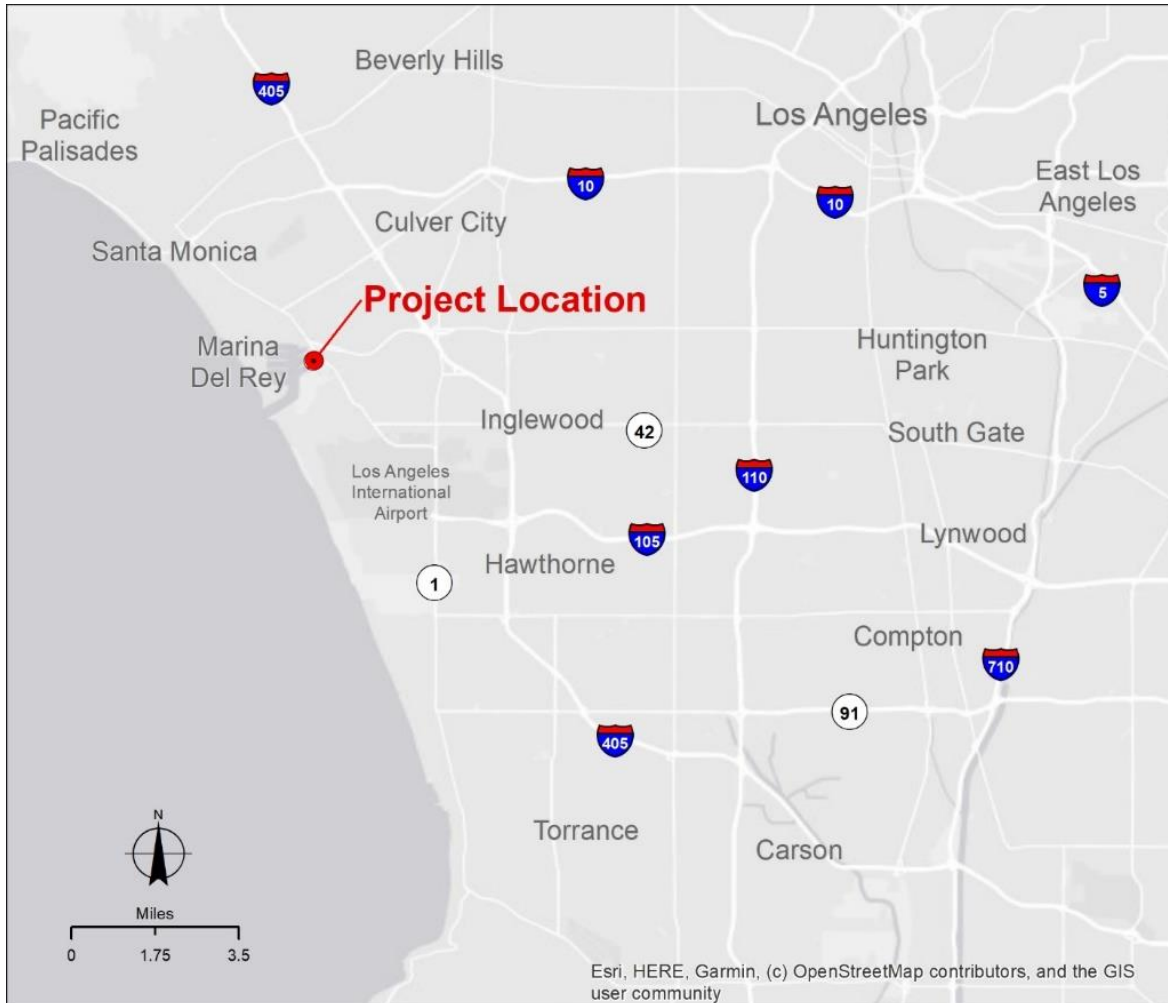 Beverly Hills
405
Pacific
Palisades
Los Angeles
10
10
East Los
Angeles
Culver City
Santa Monica
5
Project Location
Marina
Del Rey
Huntington
Park
Inglewood
42
South Gate
Los Angeles
International
Airport
110
105
Lynwood
Hawthorne
1
Compton
710
91
405
Torrance
Carson
N
Miles
0 1.75 3.5
Esri, HERE, Garmin, (c) OpenStreetMap contributors, and the GIS
user community